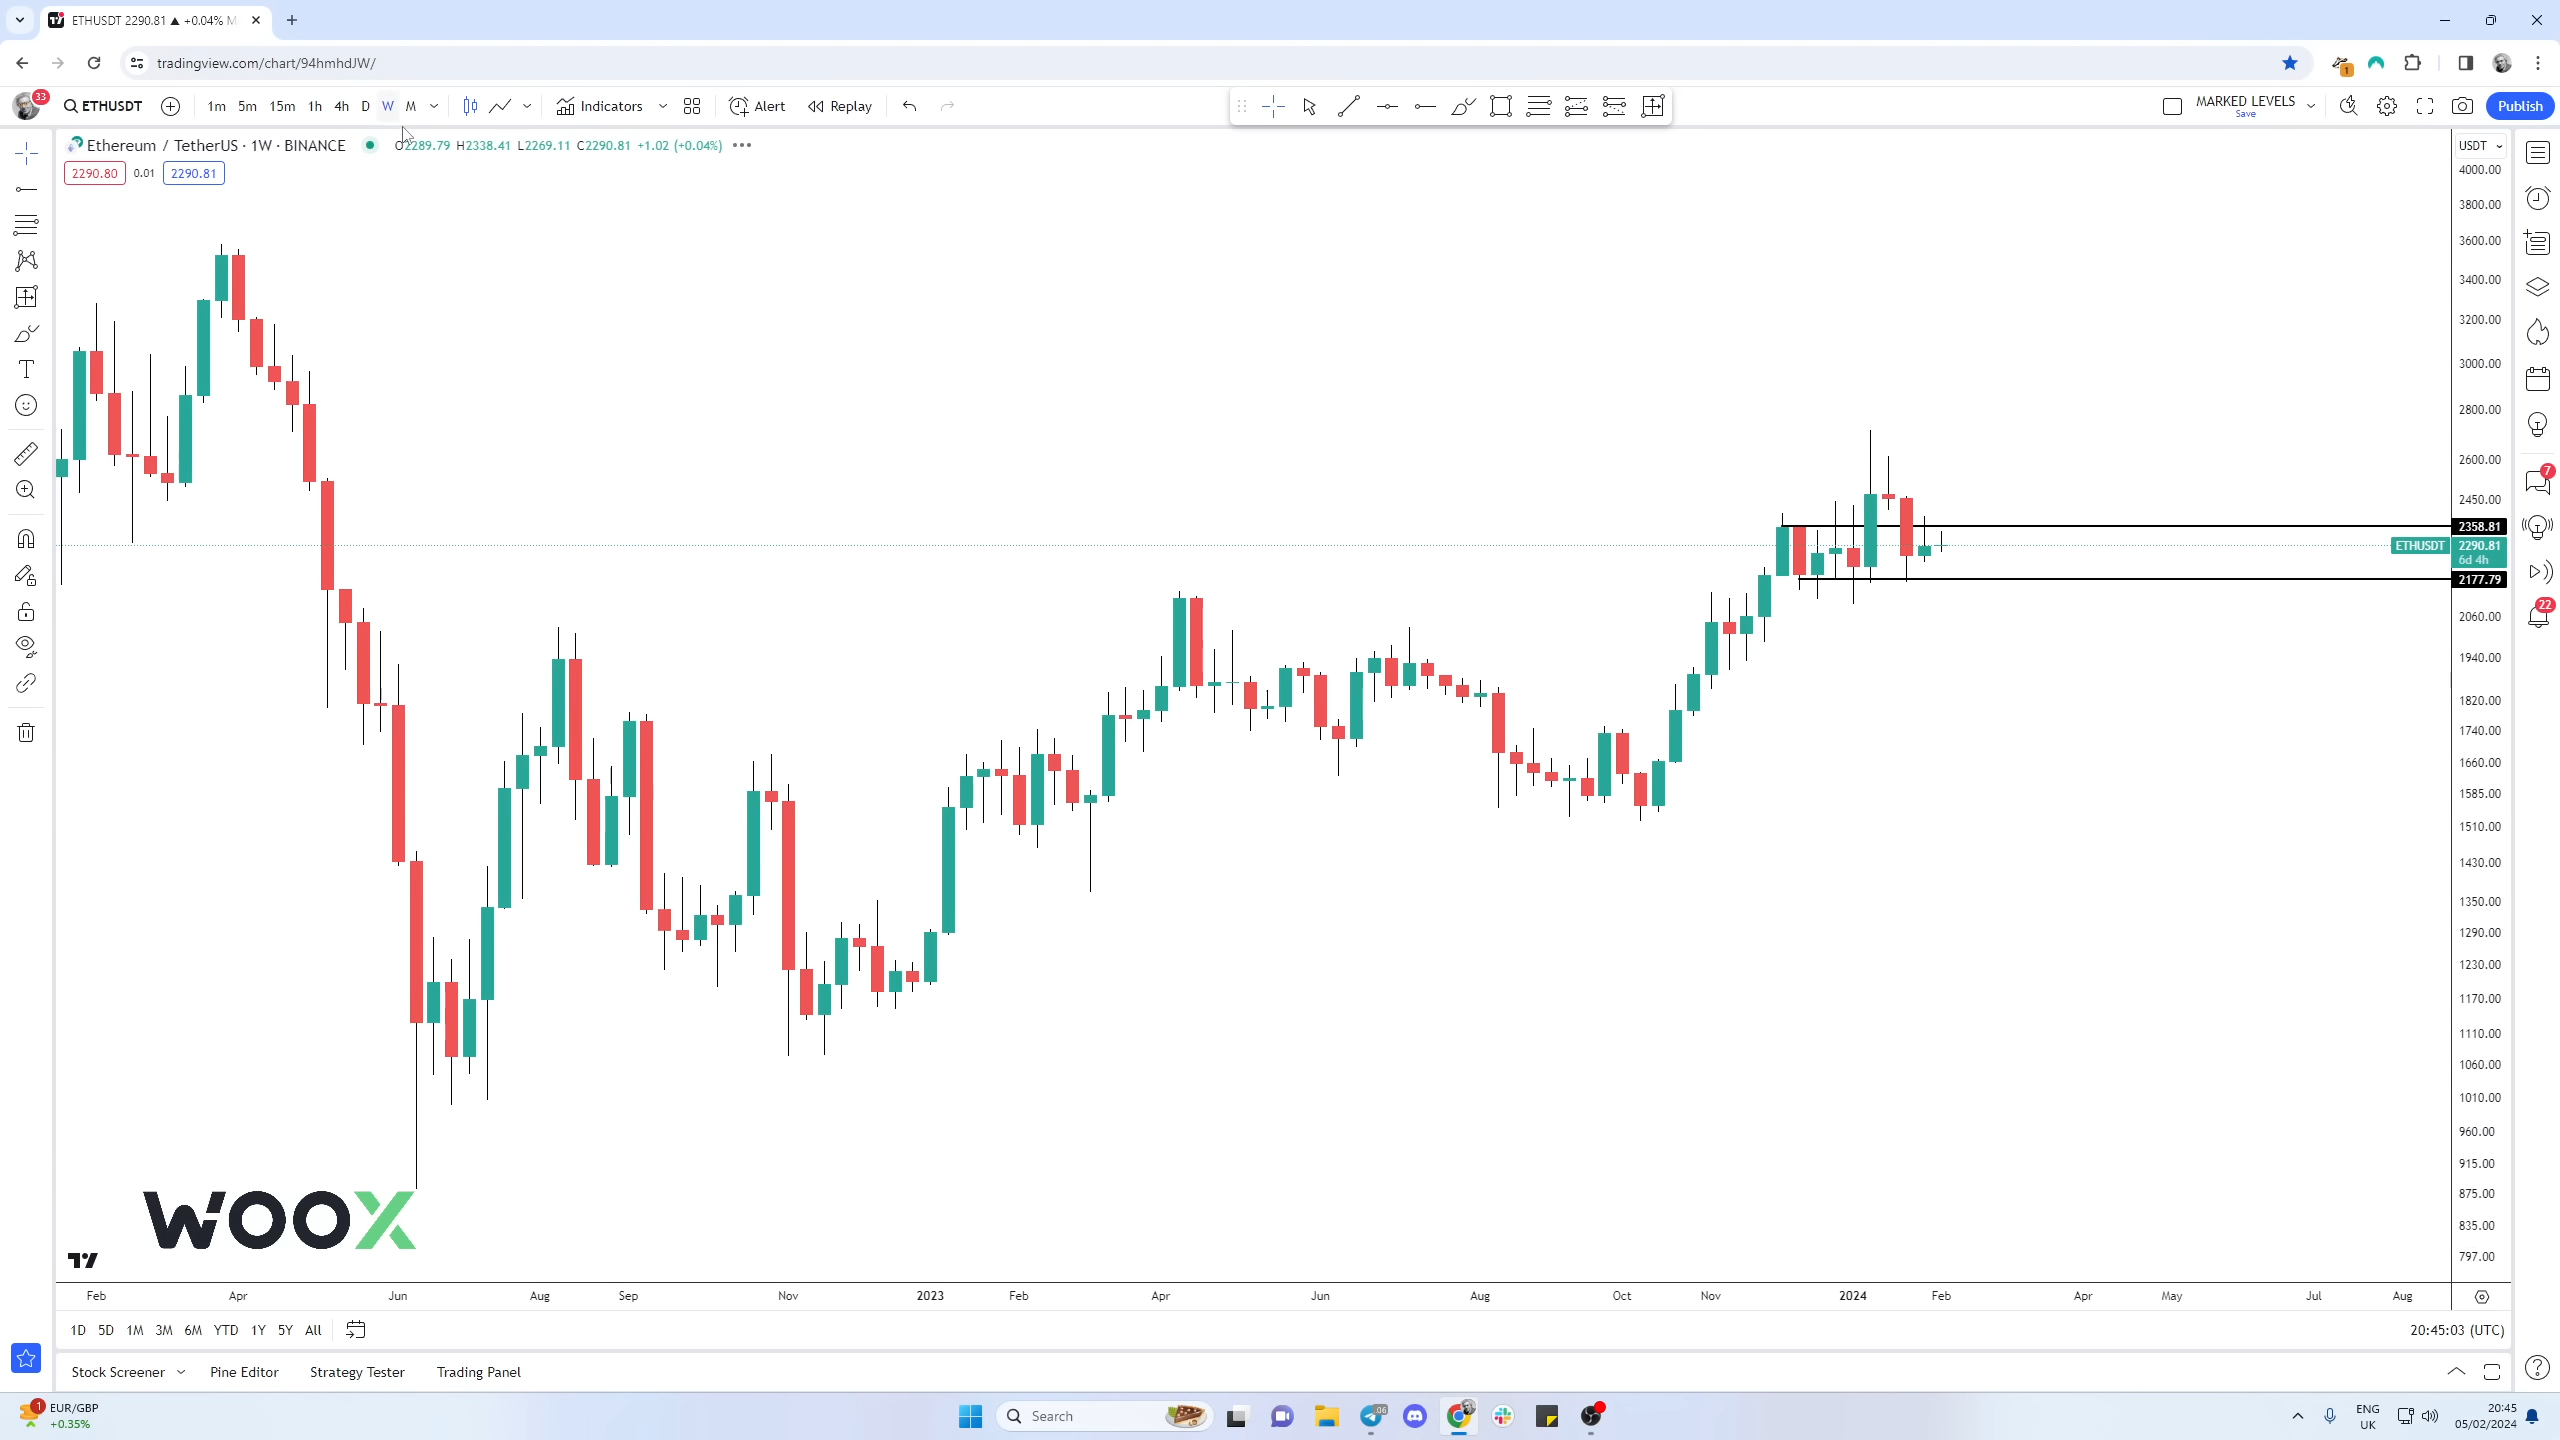 ETHUSDT 2290.81 ▲ +0.04% M
tradingview.com/chart/94hmhdJW/
33
ETHUSDT 1m 5m 15m 1h 4h D W M Indicators Alert Replay
MARKED LEVELS
Save
Publish
Ethereum / TetherUS · 1W · BINANCE O2289.79 H2338.41 L2269.11 C2290.81 +1.02 (+0.04%)
2290.80 0.01 2290.81
USDT
4000.00
3800.00
3600.00
3400.00
3200.00
3000.00
2800.00
2600.00
2450.00
2358.81
ETHUSDT 2290.81
6d 4h
2177.79
2060.00
1940.00
1820.00
1740.00
1660.00
1585.00
1510.00
1430.00
1350.00
1290.00
1230.00
1170.00
1110.00
1060.00
1010.00
960.00
915.00
875.00
835.00
797.00
1
7
22
WOOX
Feb Apr Jun Aug Sep Nov 2023 Feb Apr Jun Aug Oct Nov 2024 Feb Apr May Jul Aug
1D 5D 1M 3M 6M YTD 1Y 5Y All
20:45:03 (UTC)
Stock Screener Pine Editor Strategy Tester Trading Panel
1
EUR/GBP
+0.35%
Search
ENG
UK
20:45
05/02/2024